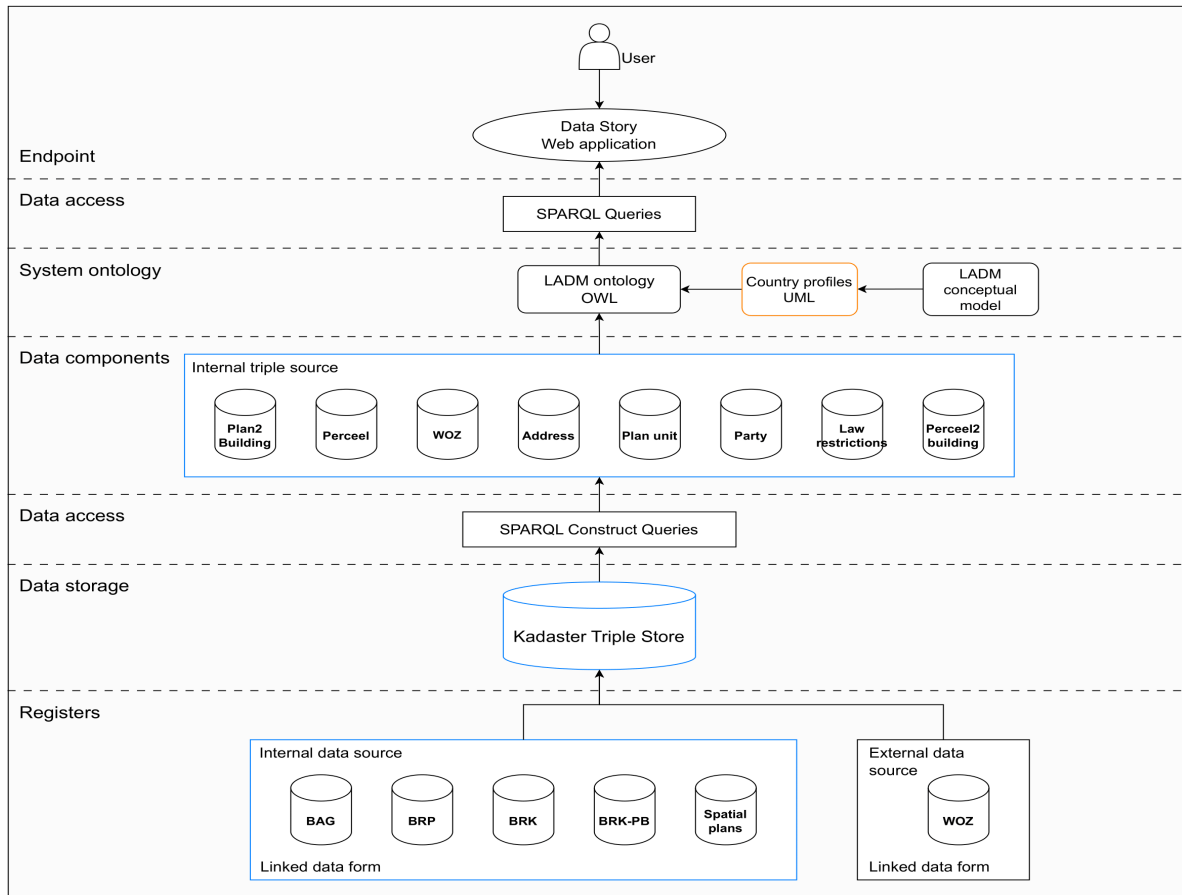 User
Data Story
Web application
Endpoint
Data access
SPARQL Queries
System ontology
LADM ontology
OWL
Country profiles
UML
LADM
conceptual
model
Data components
Internal triple source
Plan2
Building
Perceel
WOZ
Address
Plan unit
Party
Law
restrictions
Perceel2
building
Data access
SPARQL Construct Queries
Data storage
Kadaster Triple Store
Registers
Internal data source
BAG
BRP
BRK
BRK-PB
Spatial
plans
Linked data form
External data
source
WOZ
Linked data form